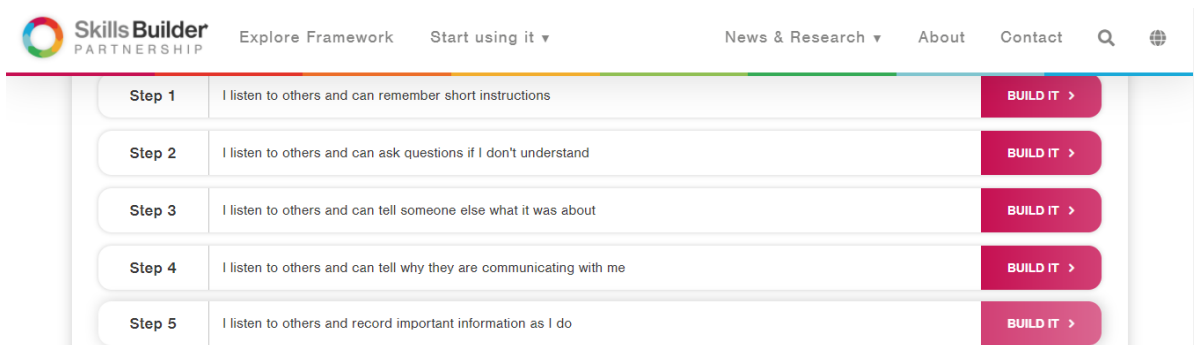 Skills Builder
PARTNERSHIP
Explore Framework Start using it ▾ News & Research ▾ About Contact
Step 1 I listen to others and can remember short instructions BUILD IT >
Step 2 I listen to others and can ask questions if I don't understand BUILD IT >
Step 3 I listen to others and can tell someone else what it was about BUILD IT >
Step 4 I listen to others and can tell why they are communicating with me BUILD IT >
Step 5 I listen to others and record important information as I do BUILD IT >